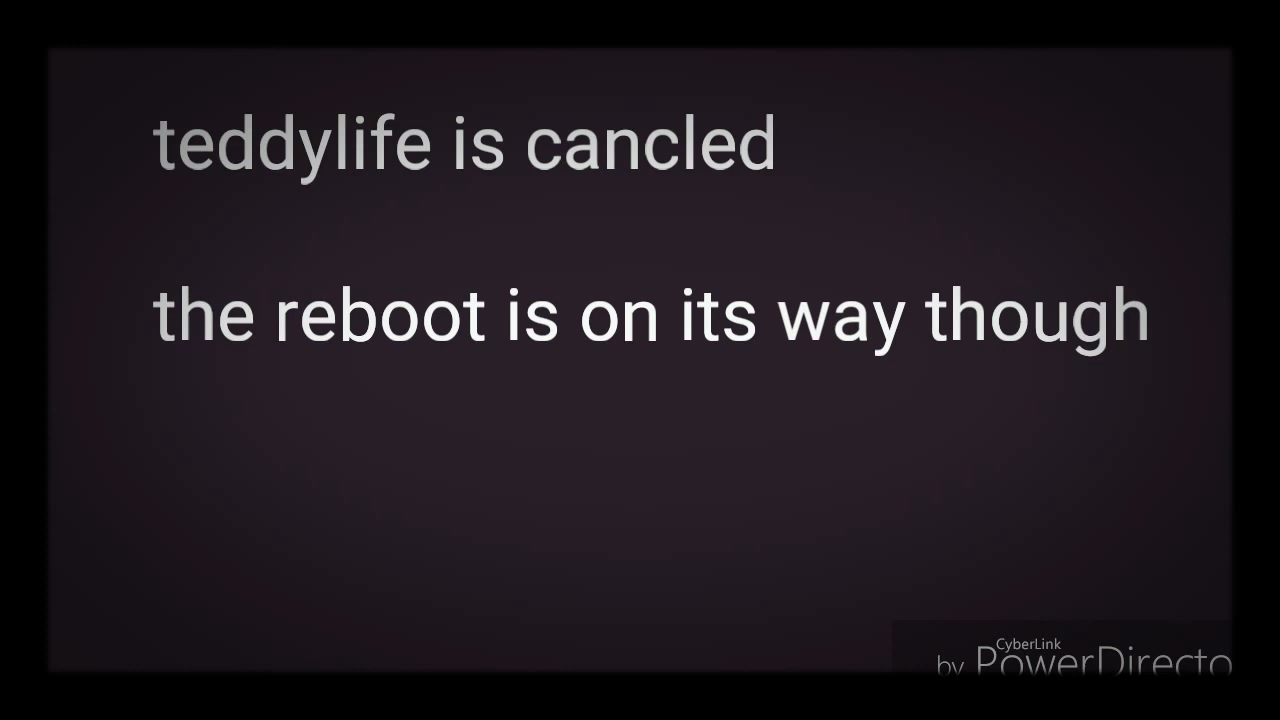 teddylife is cancled
the reboot is on its way though
CyberLink
by PowerDirecto